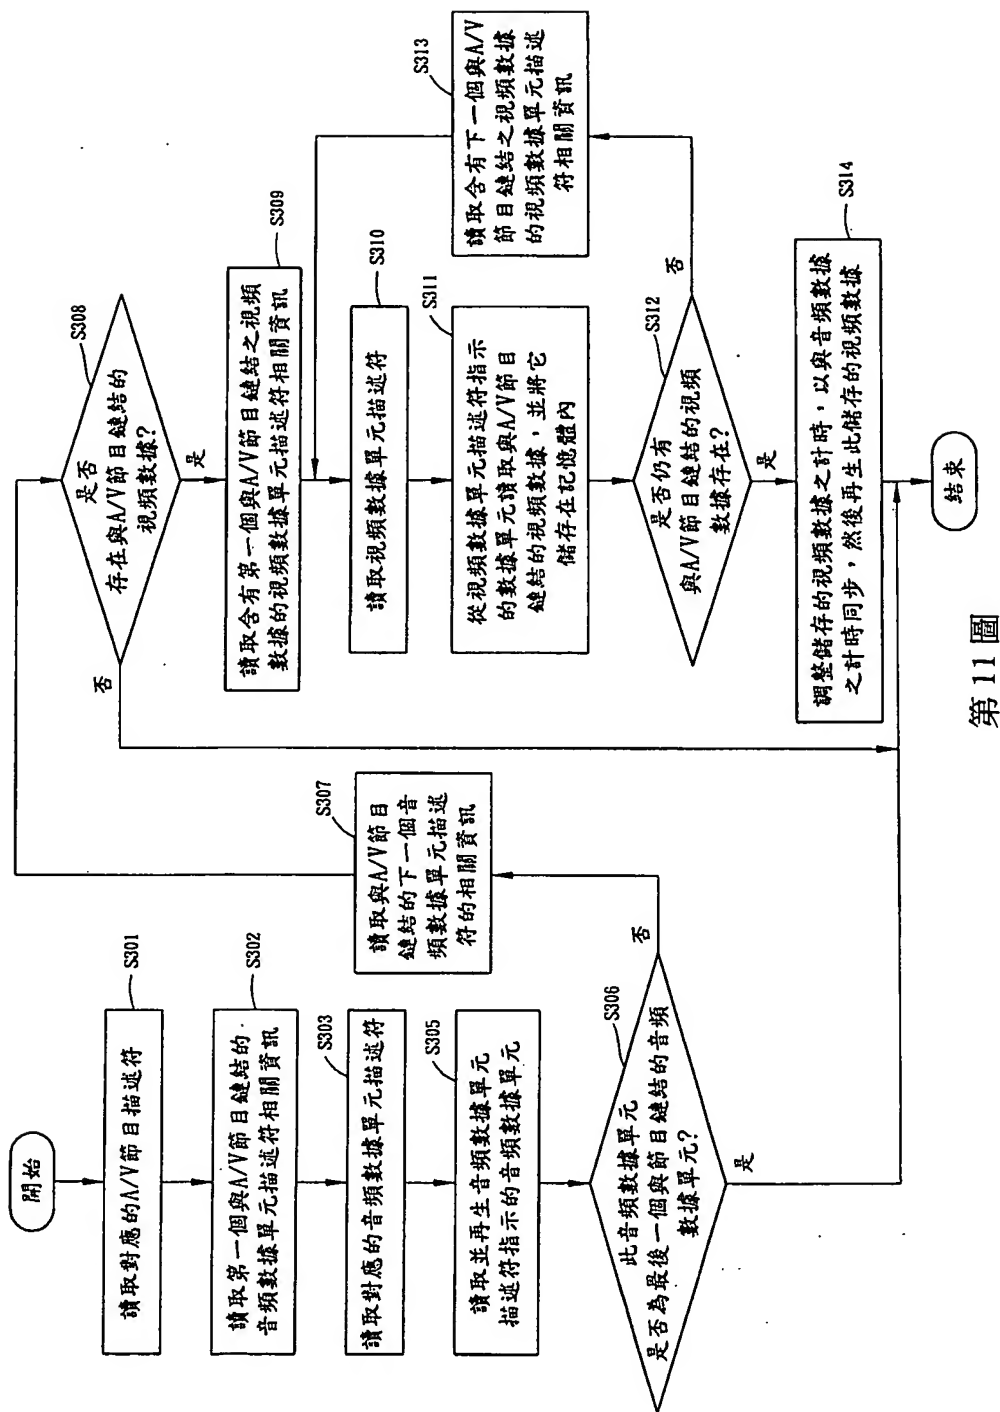 開始
S301
讀取對應的A/V節目描述符
S302
讀取第一個與A/V節目鏈結的
音頻數據單元描述符相關資訊
S303
讀取對應的音頻數據單元描述符
S305
讀取並再生音頻數據單元
描述符指示的音頻數據單元
S306
此音頻數據單元
是否為最後一個與節目鏈結的音頻
數據單元?
否
是
S307
讀取與A/V節目
鏈結的下一個音
頻數據單元描述
符的相關資訊
S308
是否
存在與A/V節目鏈結的
視頻數據?
否
是
S309
讀取含有第一個與A/V節目鏈結之視頻
數據的視頻數據單元描述符相關資訊
S310
讀取視頻數據單元描述符
S311
從視頻數據單元描述符指示
的數據單元讀取與A/V節目
鏈結的視頻數據，並將它
儲存在記憶體內
S312
是否仍有
與A/V節目鏈結的視頻
數據存在?
否
是
S313
讀取含有下一個與A/V
節目鏈結之視頻數據
的視頻數據單元描述
符相關資訊
S314
調整儲存的視頻數據之計時，以與音頻數據
之計時同步，然後再生此儲存的視頻數據
結束
第11圖